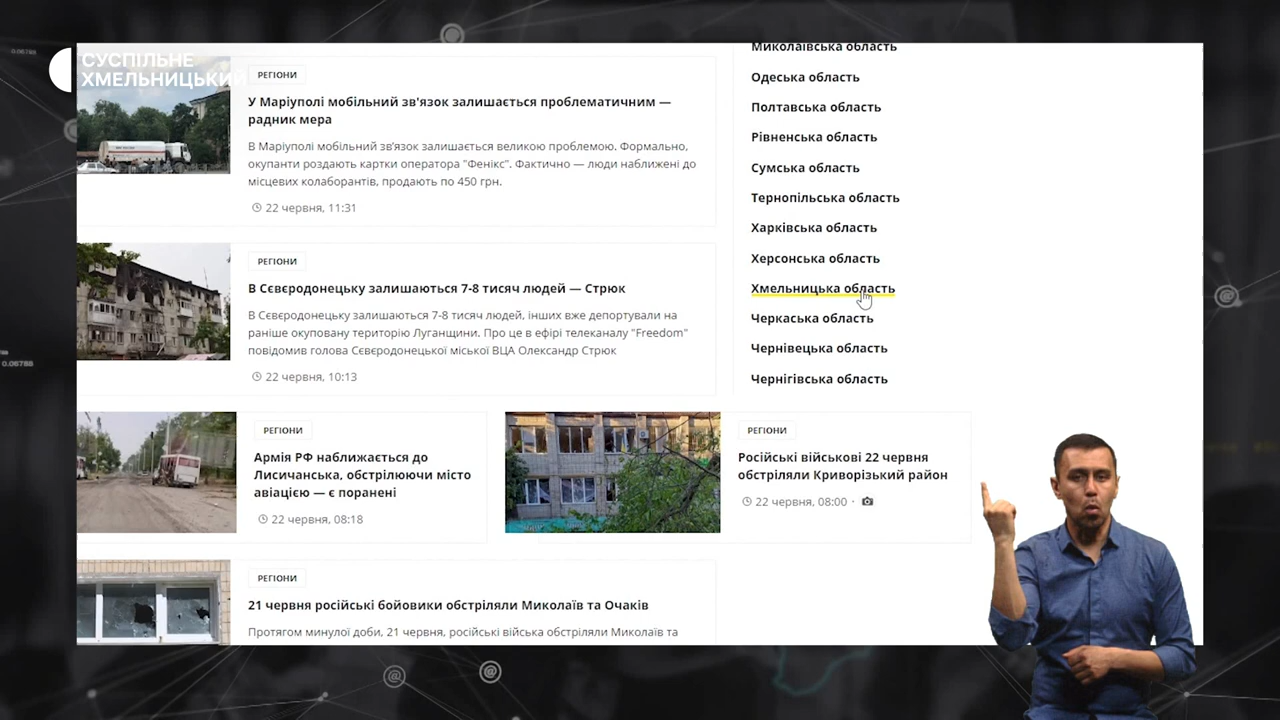 0.06788
СУСПІЛЬНЕ
ХМЕЛЬНИЦЬКИЙ
РЕГІОНИ
У Маріуполі мобільний зв'язок залишається проблематичним —
радник мера
В Маріуполі мобільний зв'язок залишається великою проблемою. Формально,
окупанти роздають картки оператора "Фенікс". Фактично — люди наближені до
місцевих колаборантів, продають по 450 грн.
22 червня, 11:31
РЕГІОНИ
В Сєвєродонецьку залишаються 7-8 тисяч людей — Стрюк
В Сєвєродонецьку залишаються 7-8 тисяч людей, інших вже депортували на
раніше окуповану територію Луганщини. Про це в ефірі телеканалу "Freedom"
повідомив голова Сєвєродонецької міської ВЦА Олександр Стрюк
22 червня, 10:13
0.06788
РЕГІОНИ
Армія РФ наближається до
Лисичанська, обстрілюючи місто
авіацією — є поранені
22 червня, 08:18
РЕГІОНИ
Російські військові 22 червня
обстріляли Криворізький район
22 червня, 08:00 ·
РЕГІОНИ
21 червня російські бойовики обстріляли Миколаїв та Очаків
Протягом минулої доби, 21 червня, російські війська обстріляли Миколаїв та
Миколаївська область
Одеська область
Полтавська область
Рівненська область
Сумська область
Тернопільська область
Харківська область
Херсонська область
Хмельницька область
Черкаська область
Чернівецька область
Чернігівська область